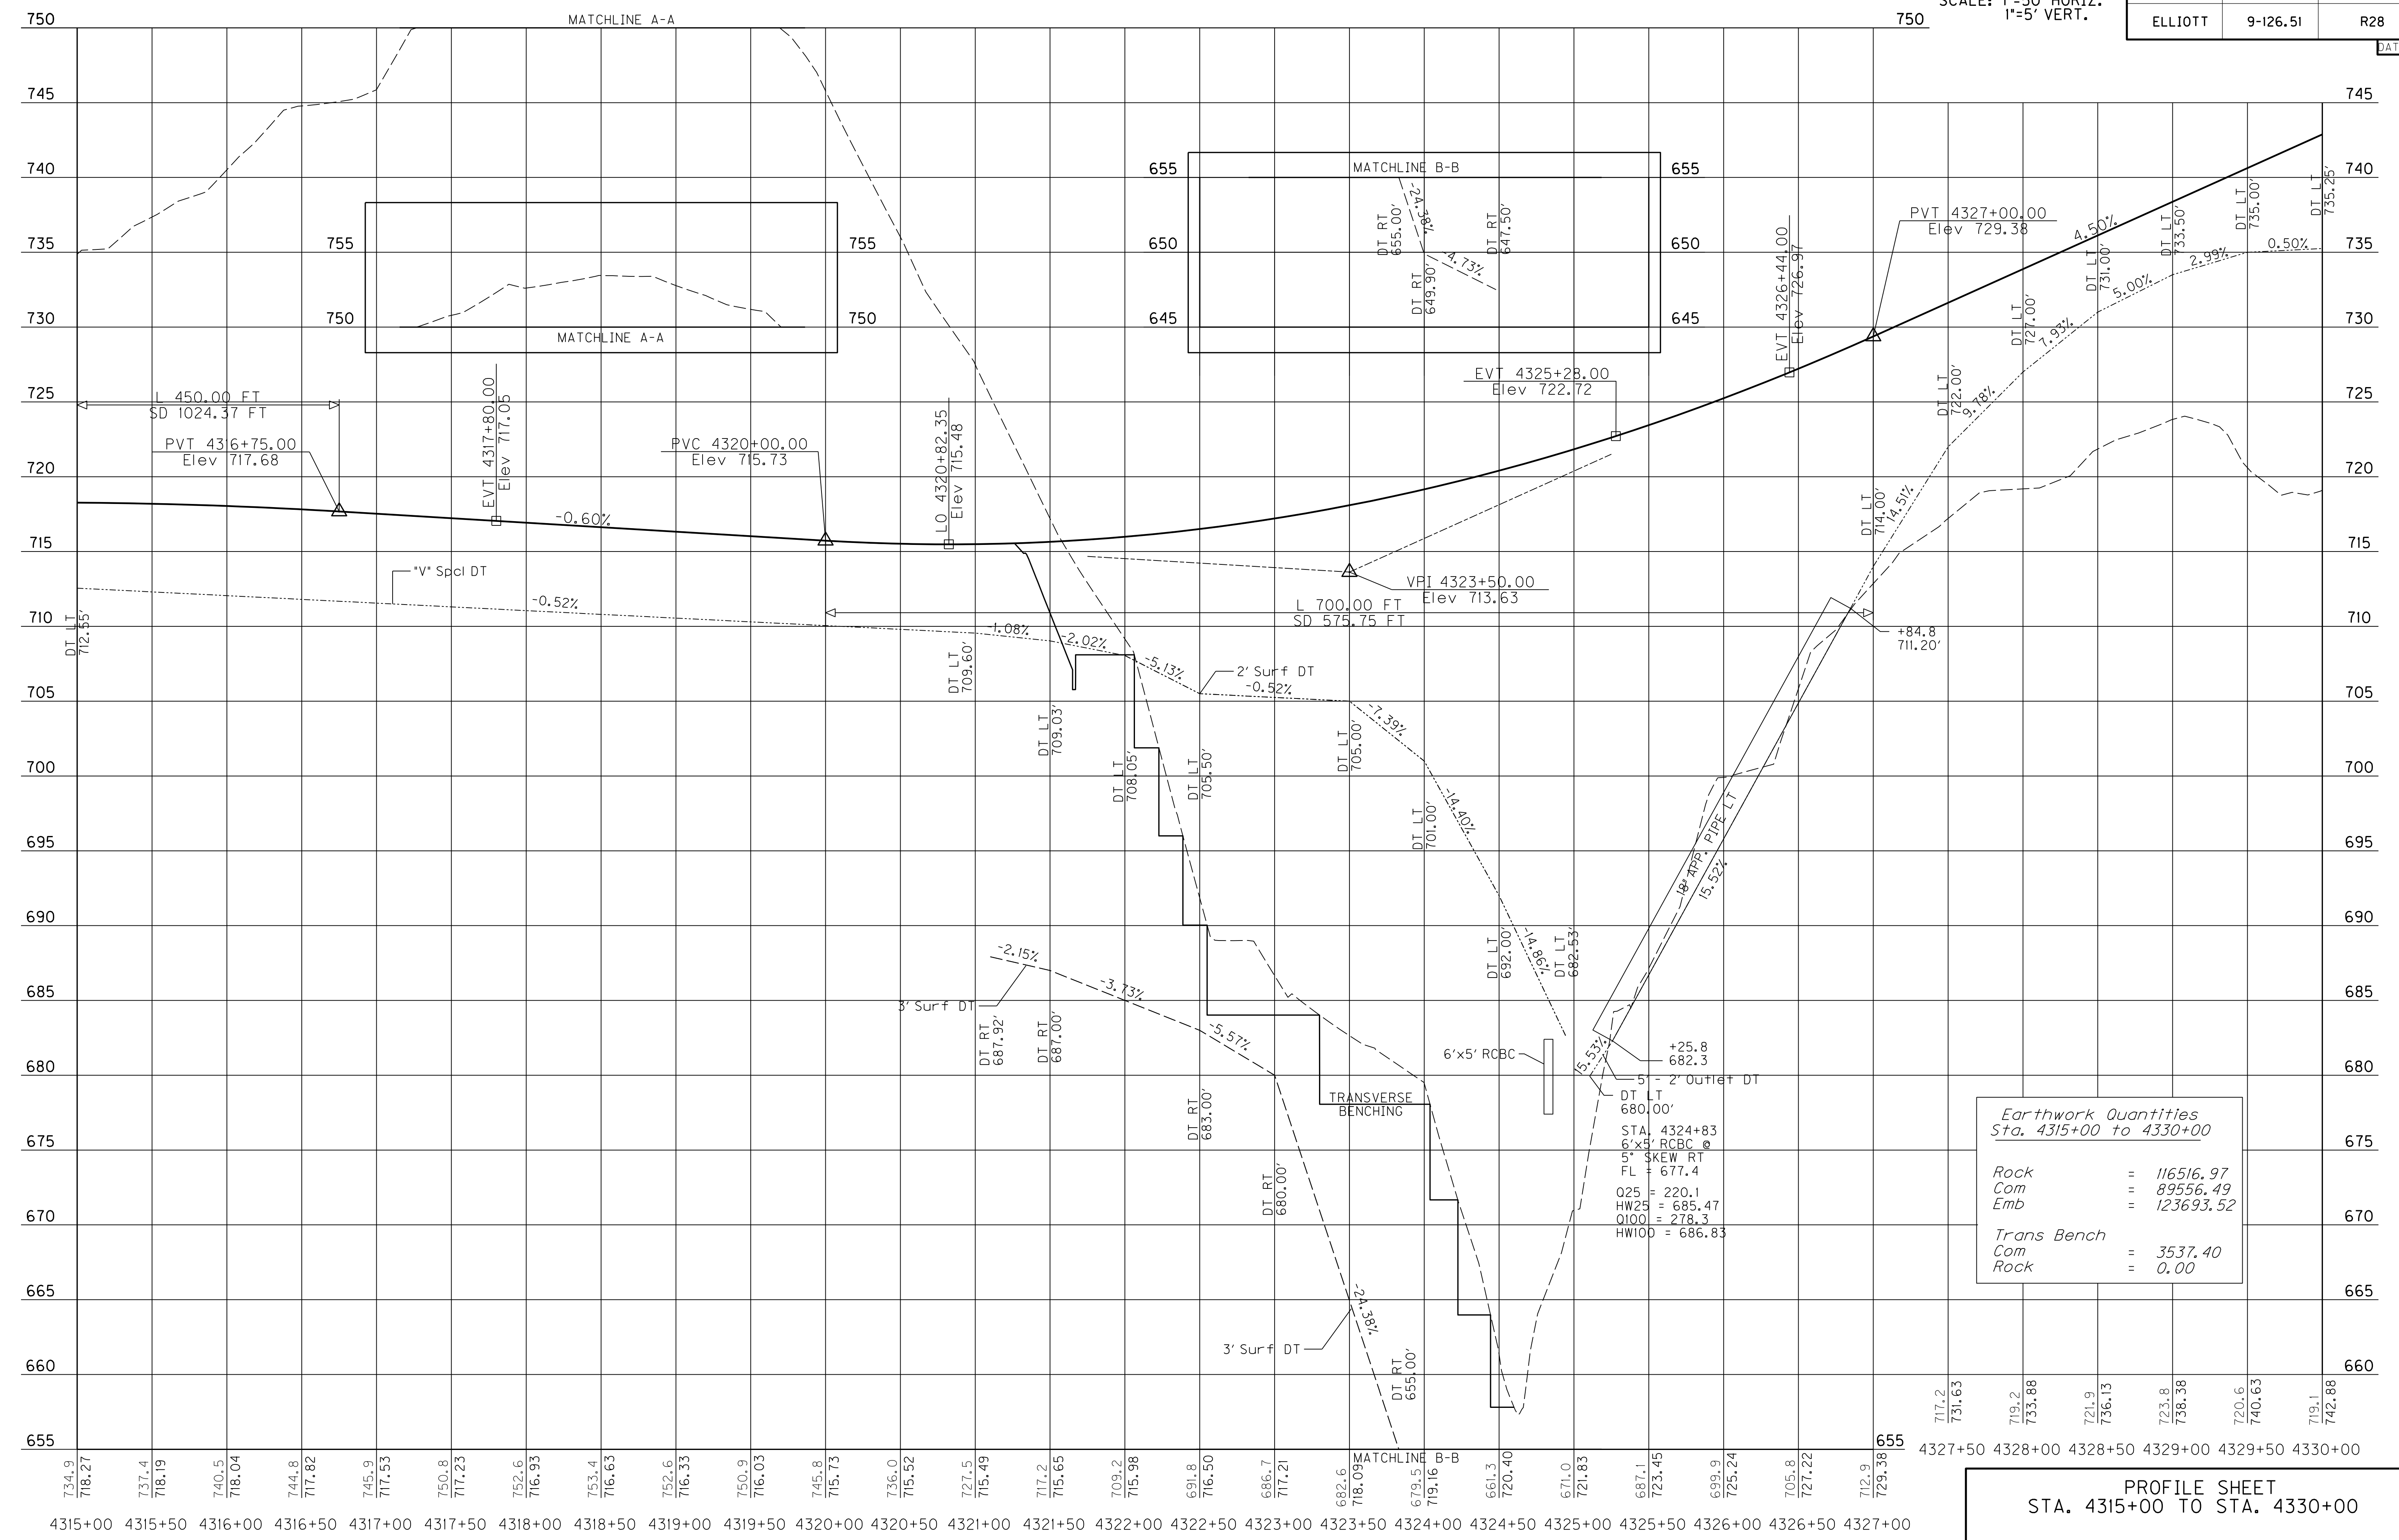 SCALE: 1"=50' HORIZ.
1"=5' VERT.
ELLIOTT 9-126.51 R28
DAT
750 MATCHLINE A-A 750
745 745
740 740
735 735
730 730
725 725
720 720
715 715
710 710
705 705
700 700
695 695
690 690
685 685
680 680
675 675
670 670
665 665
660 660
655 655
755 755
750 750
MATCHLINE A-A
655 MATCHLINE B-B 655
650 650
645 645
DT RT 655.00'
-24.38%
DT RT 649.90'
-4.73%
DT RT 647.50'
L 450.00 FT
SD 1024.37 FT
PVT 4316+75.00
Elev 717.68
EVT 4317+80.00
Elev 717.05
-0.60%
PVC 4320+00.00
Elev 715.73
LO 4320+82.35
Elev 715.48
EVT 4325+28.00
Elev 722.72
EVT 4326+44.00
Elev 726.97
PVT 4327+00.00
Elev 729.38
4.50%
VPI 4323+50.00
Elev 713.63
L 700.00 FT
SD 575.75 FT
"V" Spcl DT
DT LT 712.55'
-0.52%
DT LT 709.60'
-1.08%
DT LT 709.03'
-2.02%
DT LT 708.05'
-5.13%
DT LT 705.50'
2' Surf DT
-0.52%
DT LT 705.00'
-7.39%
DT LT 701.00'
-14.40%
DT LT 692.00'
-14.86%
DT LT 682.53'
3' Surf DT
-2.15%
DT RT 687.92'
DT RT 687.00'
-3.73%
DT RT 683.00'
-5.57%
DT RT 680.00'
-24.38%
3' Surf DT
DT RT 655.00'
MATCHLINE B-B
TRANSVERSE
BENCHING
6'x5' RCBC
15.53%
+25.8
682.3
5' - 2' Outlet DT
DT LT
680.00'
STA. 4324+83
6'x5' RCBC @
5° SKEW RT
FL = 677.4
Q25 = 220.1
HW25 = 685.47
Q100 = 278.3
HW100 = 686.83
18" APP. PIPE LT
15.52%
+84.8
711.20'
DT LT 714.00'
14.51%
DT LT 722.00'
9.78%
DT LT 727.00'
7.93%
DT LT 731.00'
5.00%
DT LT 733.50'
2.99%
DT LT 735.00'
0.50%
DT LT 735.25'
Earthwork Quantities
Sta. 4315+00 to 4330+00
Rock = 116516.97
Com = 89556.49
Emb = 123693.52
Trans Bench
Com = 3537.40
Rock = 0.00
717.2 731.63
719.2 733.88
721.9 736.13
723.8 738.38
720.6 740.63
719.1 742.88
4327+50 4328+00 4328+50 4329+00 4329+50 4330+00
734.9 718.27
737.4 718.19
740.5 718.04
744.8 717.82
745.9 717.53
750.8 717.23
752.6 716.93
753.4 716.63
752.6 716.33
750.9 716.03
745.8 715.73
736.0 715.52
727.5 715.49
717.2 715.65
709.2 715.98
691.8 716.50
686.7 717.21
682.6 718.09
679.5 719.16
661.3 720.40
671.0 721.83
687.1 723.45
699.9 725.24
705.8 727.22
712.9 729.38
4315+00 4315+50 4316+00 4316+50 4317+00 4317+50 4318+00 4318+50 4319+00 4319+50 4320+00 4320+50 4321+00 4321+50 4322+00 4322+50 4323+00 4323+50 4324+00 4324+50 4325+00 4325+50 4326+00 4326+50 4327+00
PROFILE SHEET
STA. 4315+00 TO STA. 4330+00